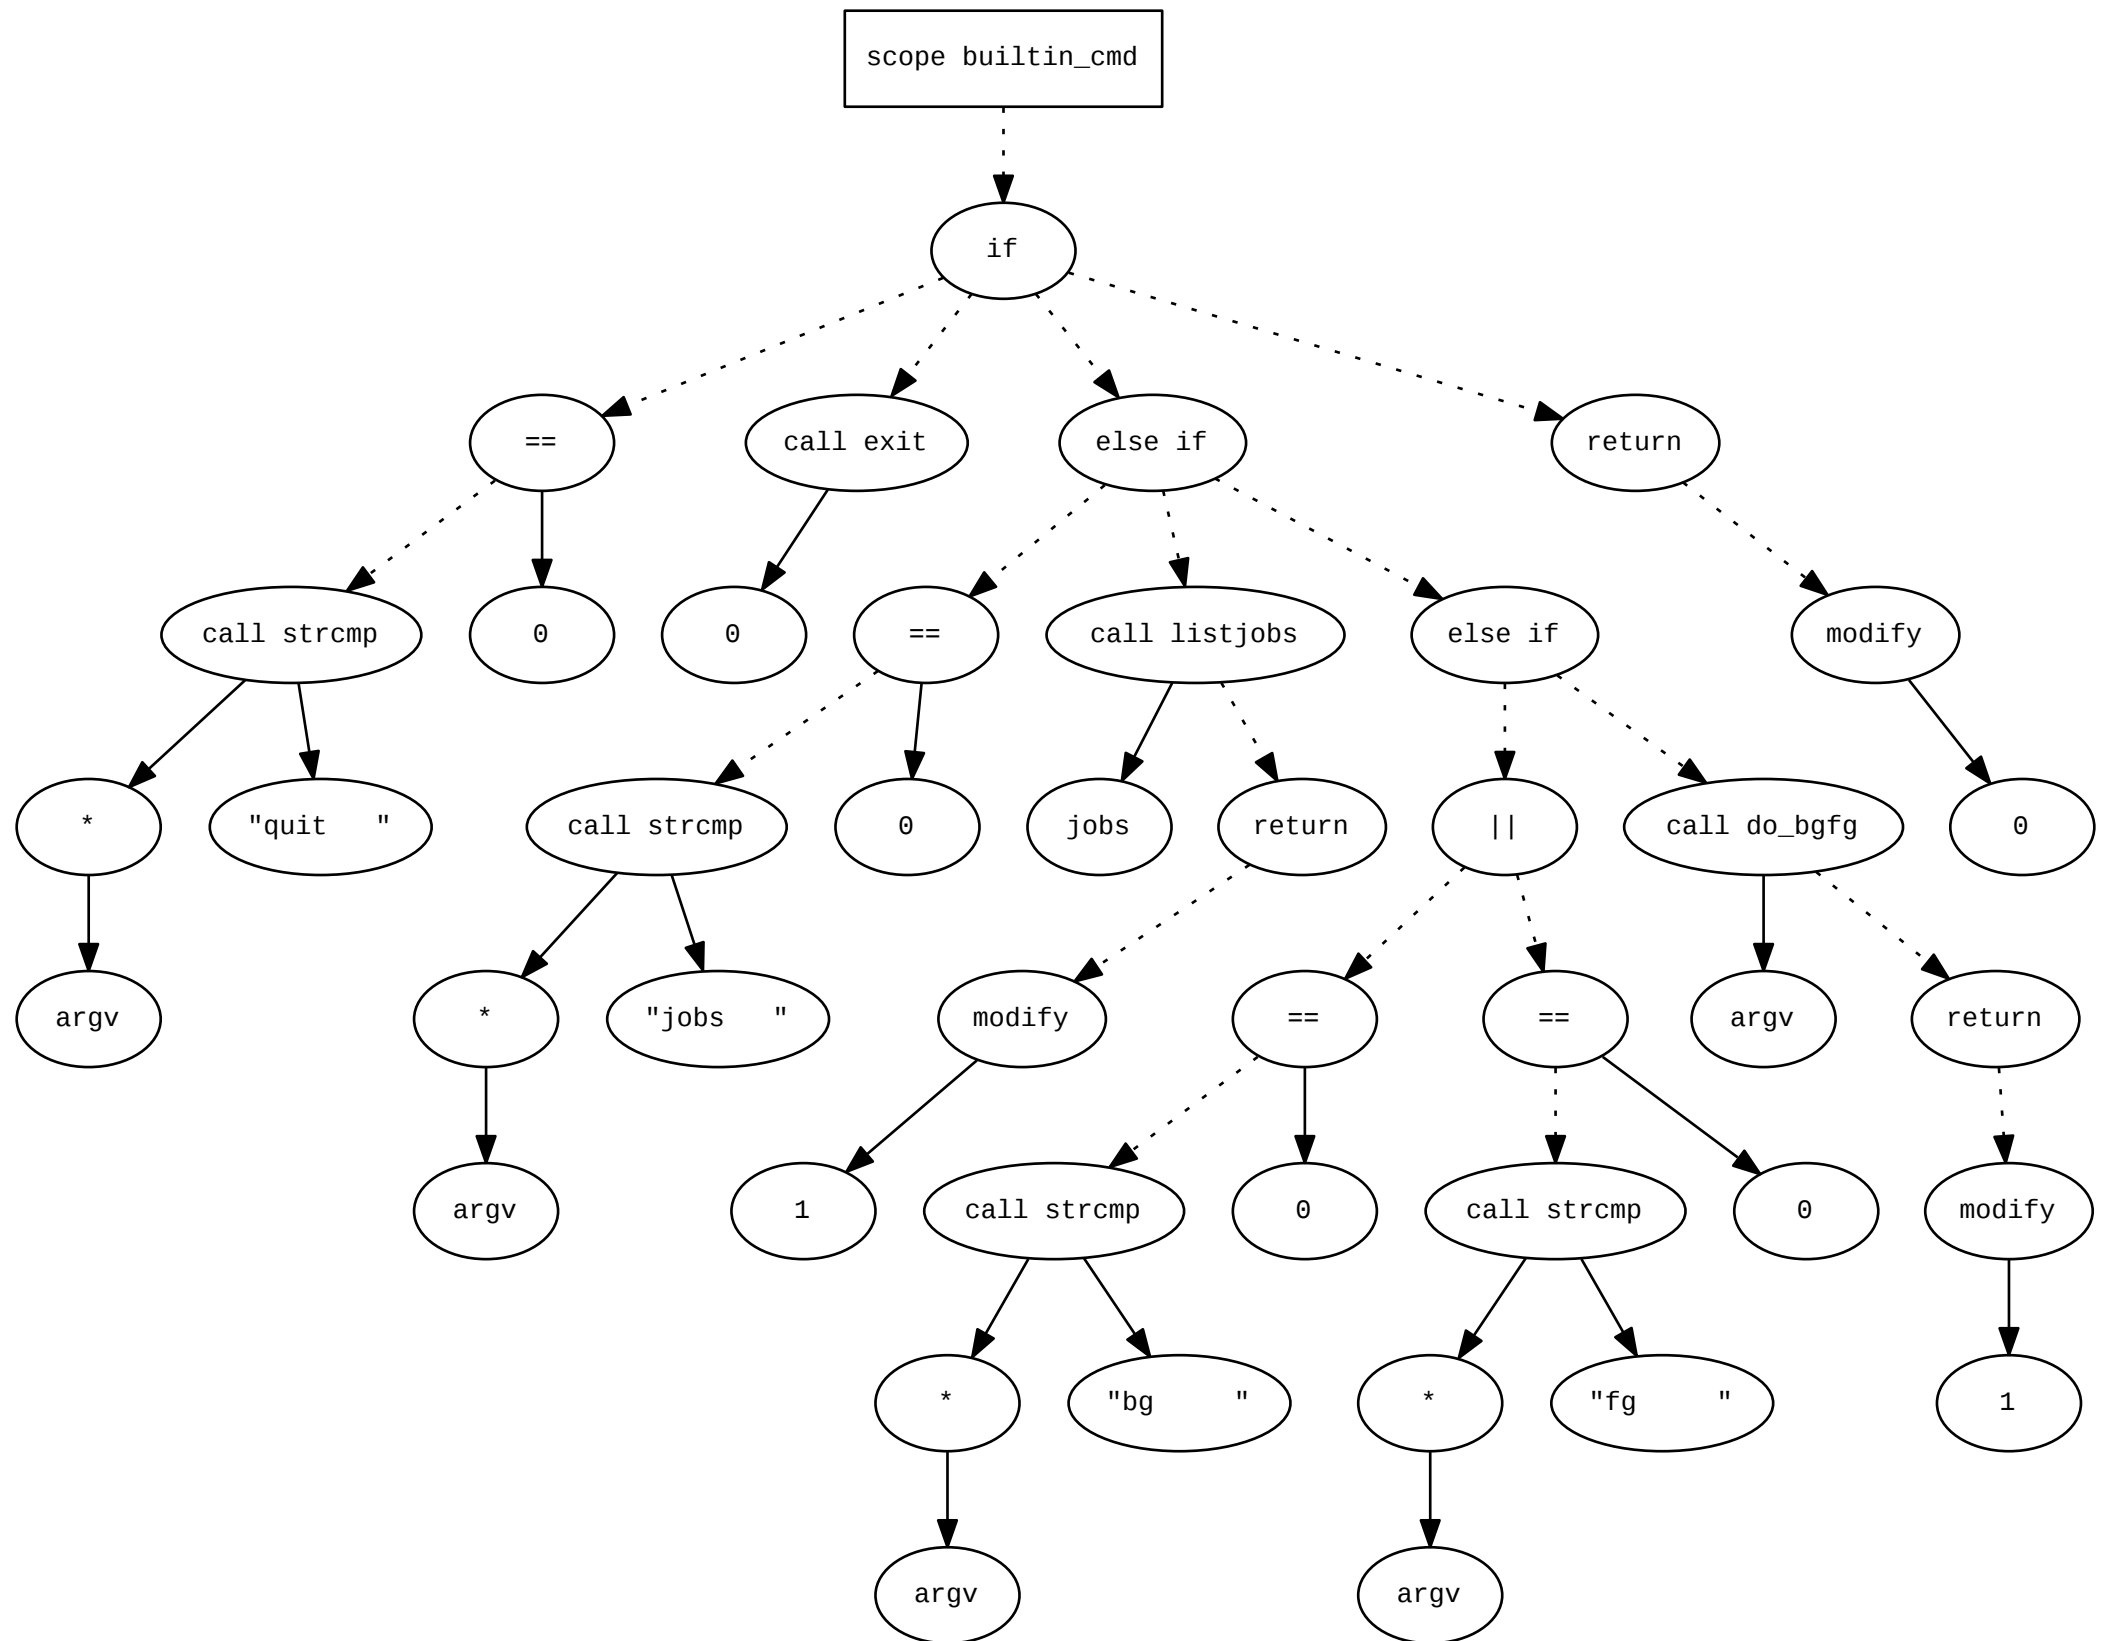 scope builtin_cmd
if
==
call exit
else if
return
call strcmp
0
0
==
call listjobs
else if
modify
*
"quit   "
call strcmp
0
jobs
return
||
call do_bgfg
0
argv
*
"jobs   "
modify
==
==
argv
return
argv
1
call strcmp
0
call strcmp
0
modify
*
"bg     "
*
"fg     "
1
argv
argv